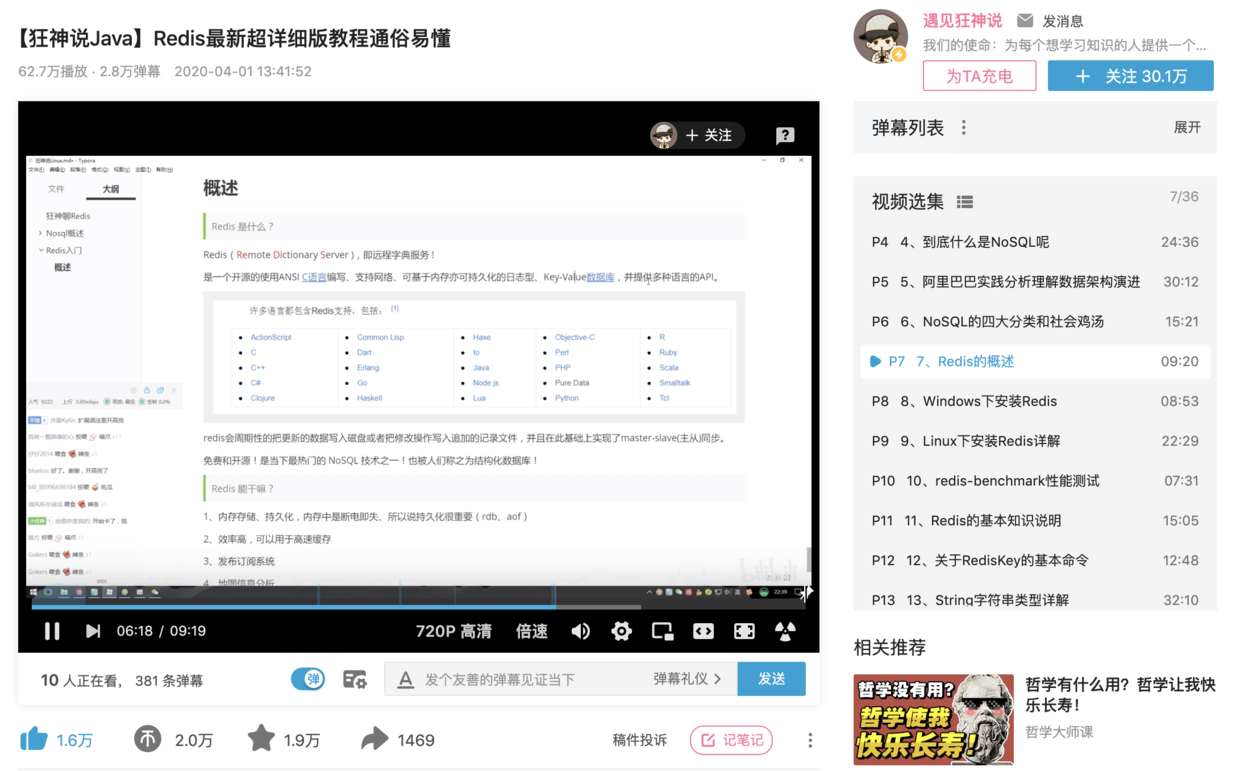 【狂神说Java】Redis最新超详细版教程通俗易懂
62.7万播放 · 2.8万弹幕 2020-04-01 13:41:52
遇见狂神说 发消息
我们的使命：为每个想学习知识的人提供一个...
为TA充电
+ 关注 30.1万
+ 关注
狂神说Linux.md - Typora
文件 大纲
狂神聊Redis
Nosql概述
Redis入门
概述
概述
Redis 是什么？
Redis ( Remote Dictionary Server )，即远程字典服务！
是一个开源的使用ANSI C语言编写、支持网络、可基于内存亦可持久化的日志型、Key-Value数据库，并提供多种语言的API。
许多语言都包含Redis支持，包括： [1]
ActionScript Common Lisp Haxe Objective-C R
C Dart Io Perl Ruby
C++ Erlang Java PHP Scala
C# Go Node.js Pure Data Smalltalk
Clojure Haskell Lua Python Tcl
redis会周期性的把更新的数据写入磁盘或者把修改操作写入追加的记录文件，并且在此基础上实现了master-slave(主从)同步。
免费和开源！是当下最热门的 NoSQL 技术之一！也被人们称之为结构化数据库！
Redis 能干嘛？
1、内存存储、持久化，内存中是断电即失、所以说持久化很重要（rdb、aof）
2、效率高，可以用于高速缓存
3、发布订阅系统
4、地图信息分析
22:09
06:18 / 09:19
720P 高清 倍速
10 人正在看， 381 条弹幕
弹
A 发个友善的弹幕见证当下 弹幕礼仪 > 发送
1.6万 2.0万 1.9万 1469
稿件投诉 记笔记
弹幕列表 展开
视频选集 7/36
P4 4、到底什么是NoSQL呢 24:36
P5 5、阿里巴巴实践分析理解数据架构演进 30:12
P6 6、NoSQL的四大分类和社会鸡汤 15:21
P7 7、Redis的概述 09:20
P8 8、Windows下安装Redis 08:53
P9 9、Linux下安装Redis详解 22:29
P10 10、redis-benchmark性能测试 07:31
P11 11、Redis的基本知识说明 15:05
P12 12、关于RedisKey的基本命令 12:48
P13 13、String字符串类型详解 32:10
相关推荐
哲学没有用?
哲学使我
快乐长寿!
哲学有什么用？哲学让我快
乐长寿！
哲学大师课